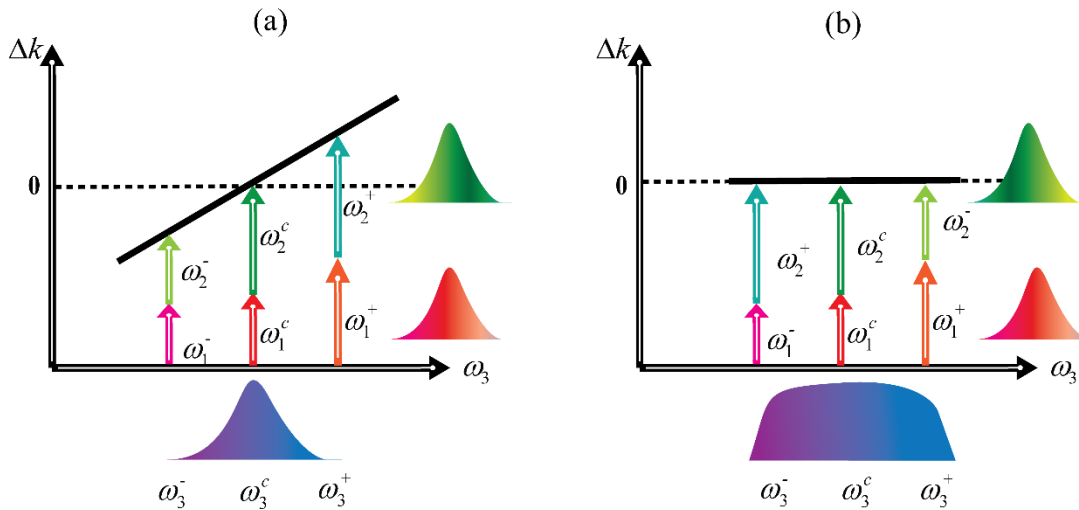 (a)
Δk
0
ω₂⁺
ω₂ᶜ
ω₂⁻
ω₁⁺
ω₁ᶜ
ω₁⁻
ω₃
ω₃⁻ ω₃ᶜ ω₃⁺
(b)
Δk
0
ω₂⁻
ω₂⁺ ω₂ᶜ
ω₁⁺
ω₁⁻ ω₁ᶜ
ω₃
ω₃⁻ ω₃ᶜ ω₃⁺